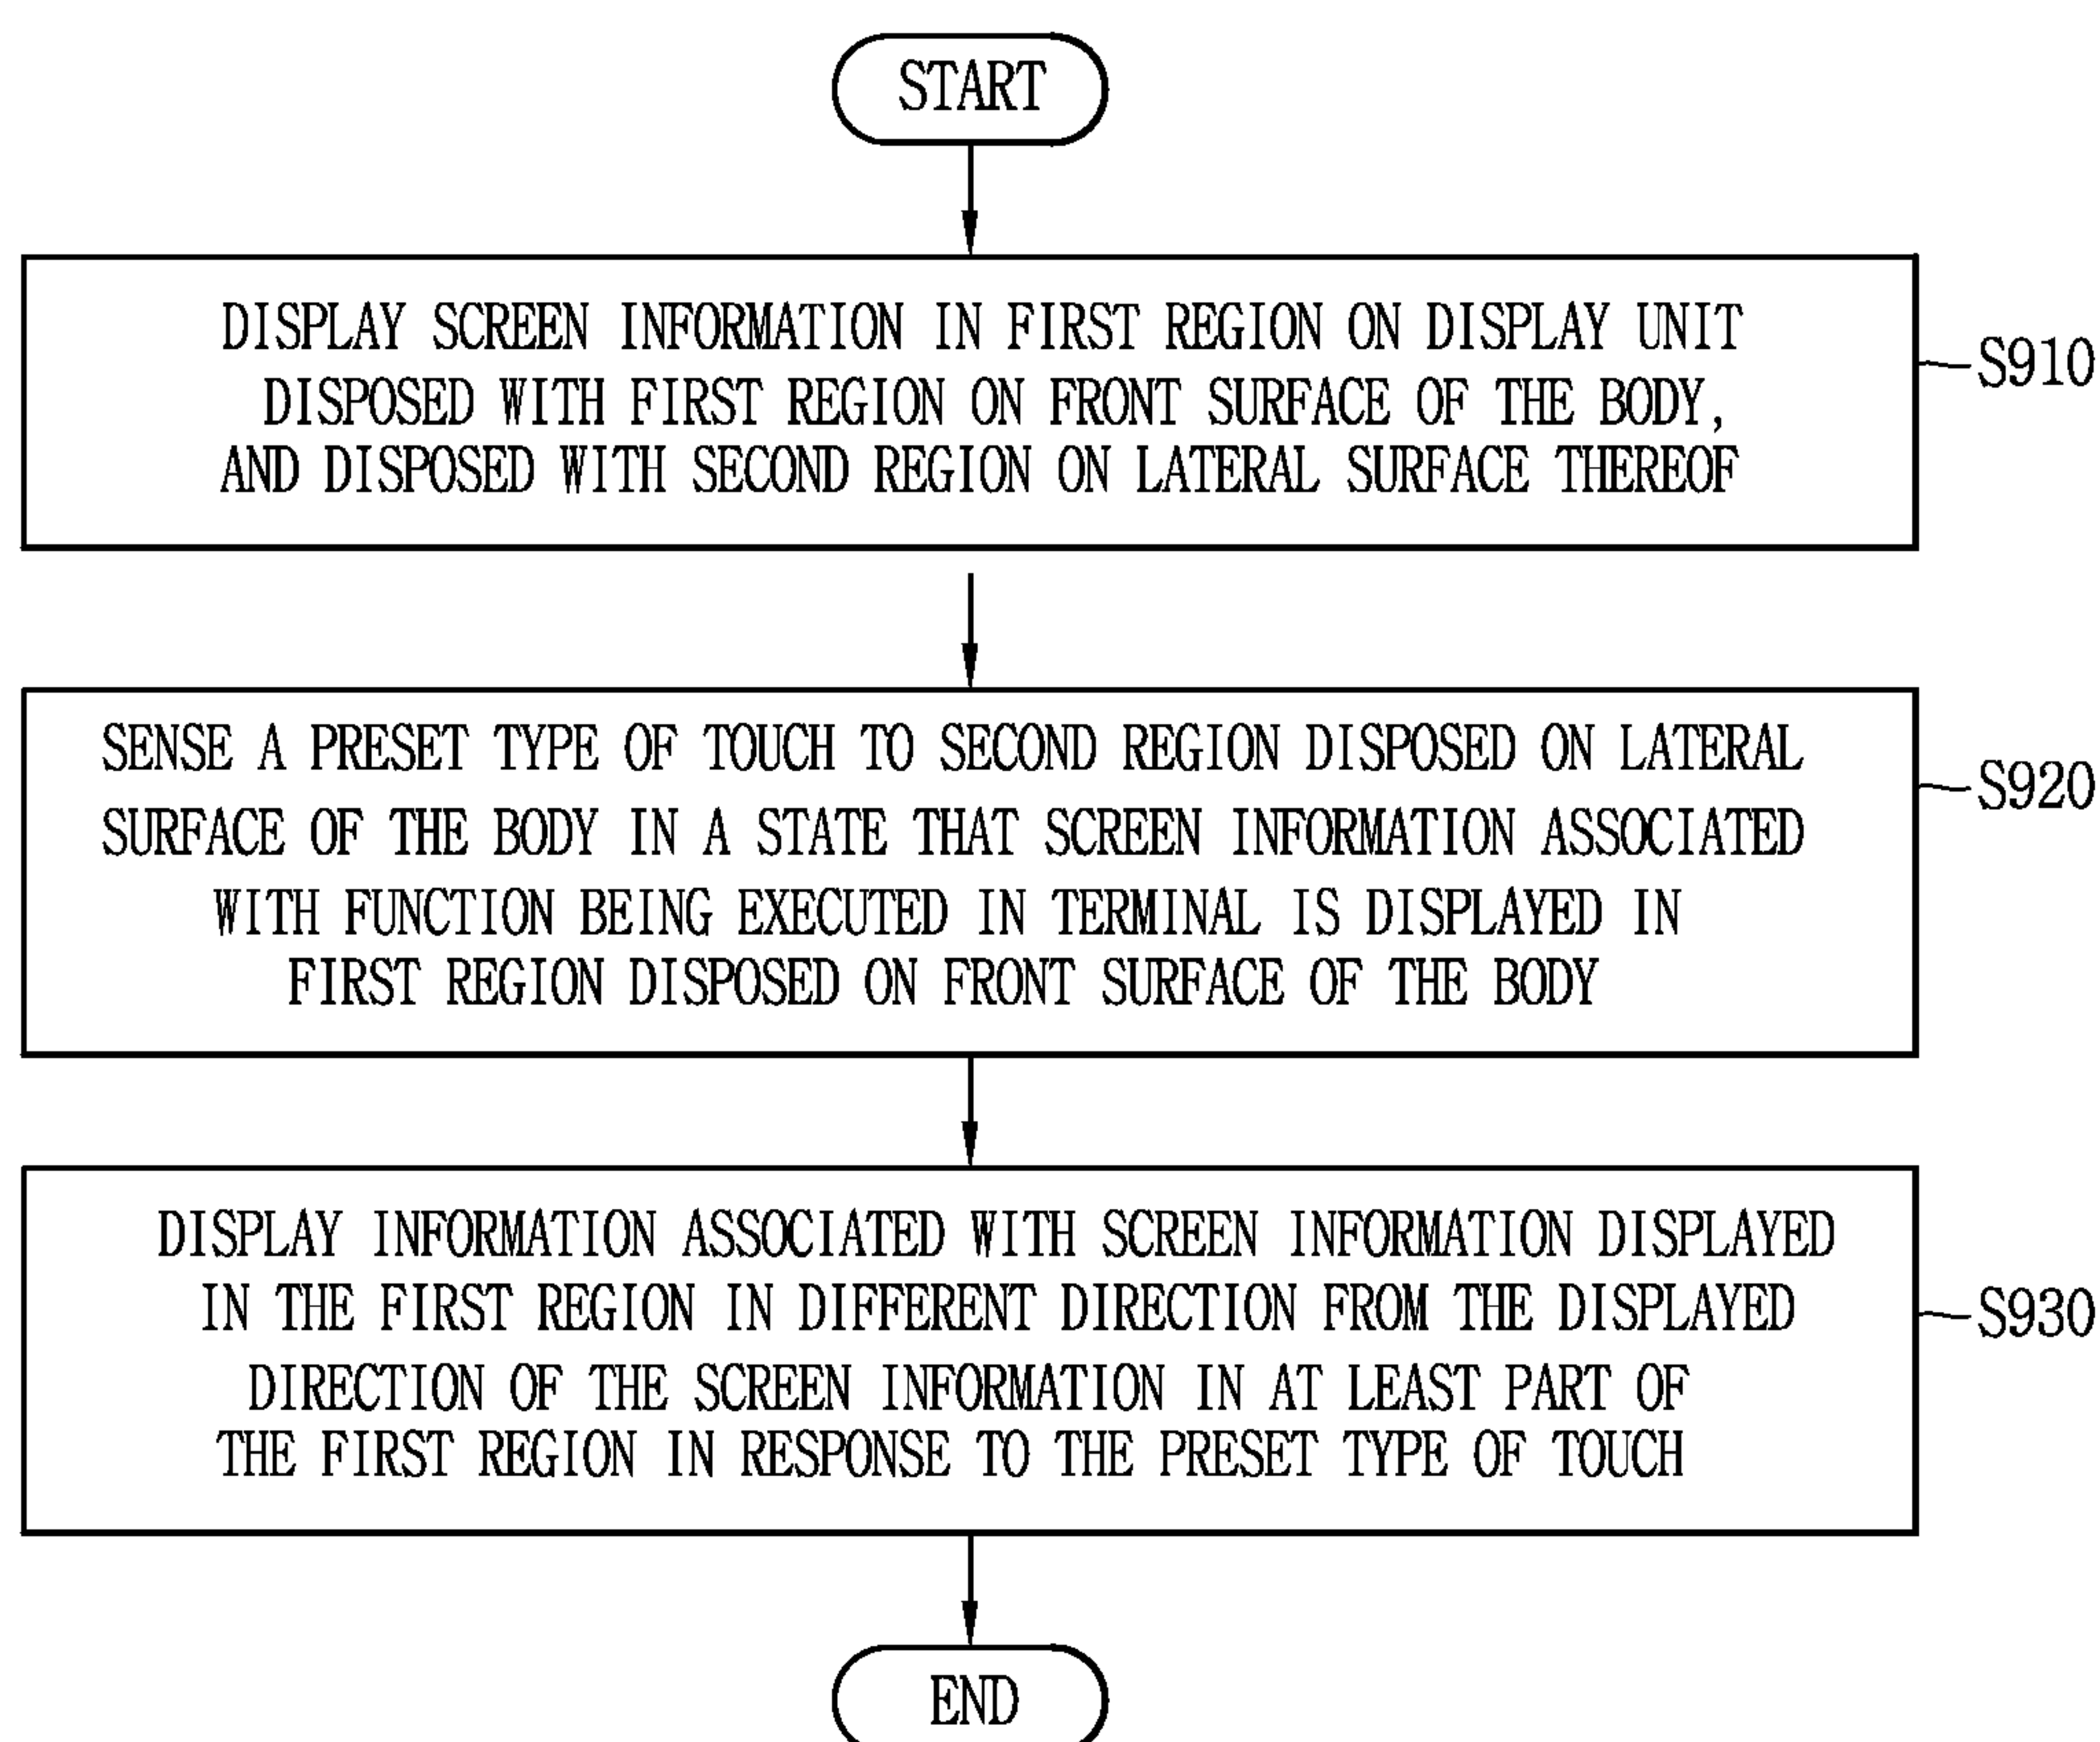 START
DISPLAY SCREEN INFORMATION IN FIRST REGION ON DISPLAY UNIT
DISPOSED WITH FIRST REGION ON FRONT SURFACE OF THE BODY,
AND DISPOSED WITH SECOND REGION ON LATERAL SURFACE THEREOF
S910
SENSE A PRESET TYPE OF TOUCH TO SECOND REGION DISPOSED ON LATERAL
SURFACE OF THE BODY IN A STATE THAT SCREEN INFORMATION ASSOCIATED
WITH FUNCTION BEING EXECUTED IN TERMINAL IS DISPLAYED IN
FIRST REGION DISPOSED ON FRONT SURFACE OF THE BODY
S920
DISPLAY INFORMATION ASSOCIATED WITH SCREEN INFORMATION DISPLAYED
IN THE FIRST REGION IN DIFFERENT DIRECTION FROM THE DISPLAYED
DIRECTION OF THE SCREEN INFORMATION IN AT LEAST PART OF
THE FIRST REGION IN RESPONSE TO THE PRESET TYPE OF TOUCH
S930
END